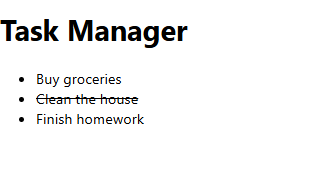 Task Manager
Buy groceries
Clean the house
Finish homework